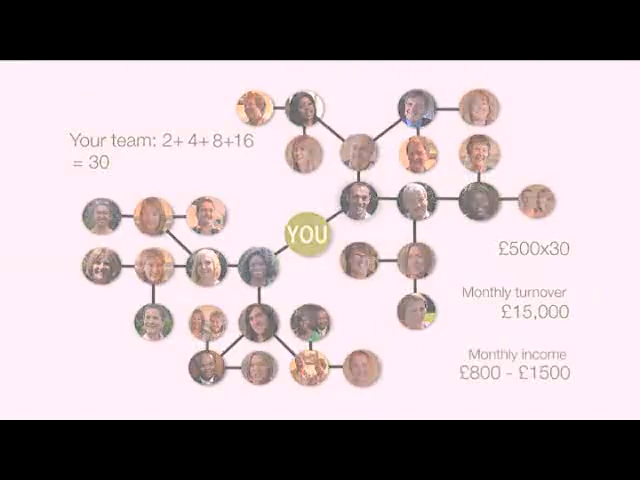 Your team: 2+ 4+ 8+16
= 30
YOU
£500x30
Monthly turnover
£15,000
Monthly income
£800 - £1500